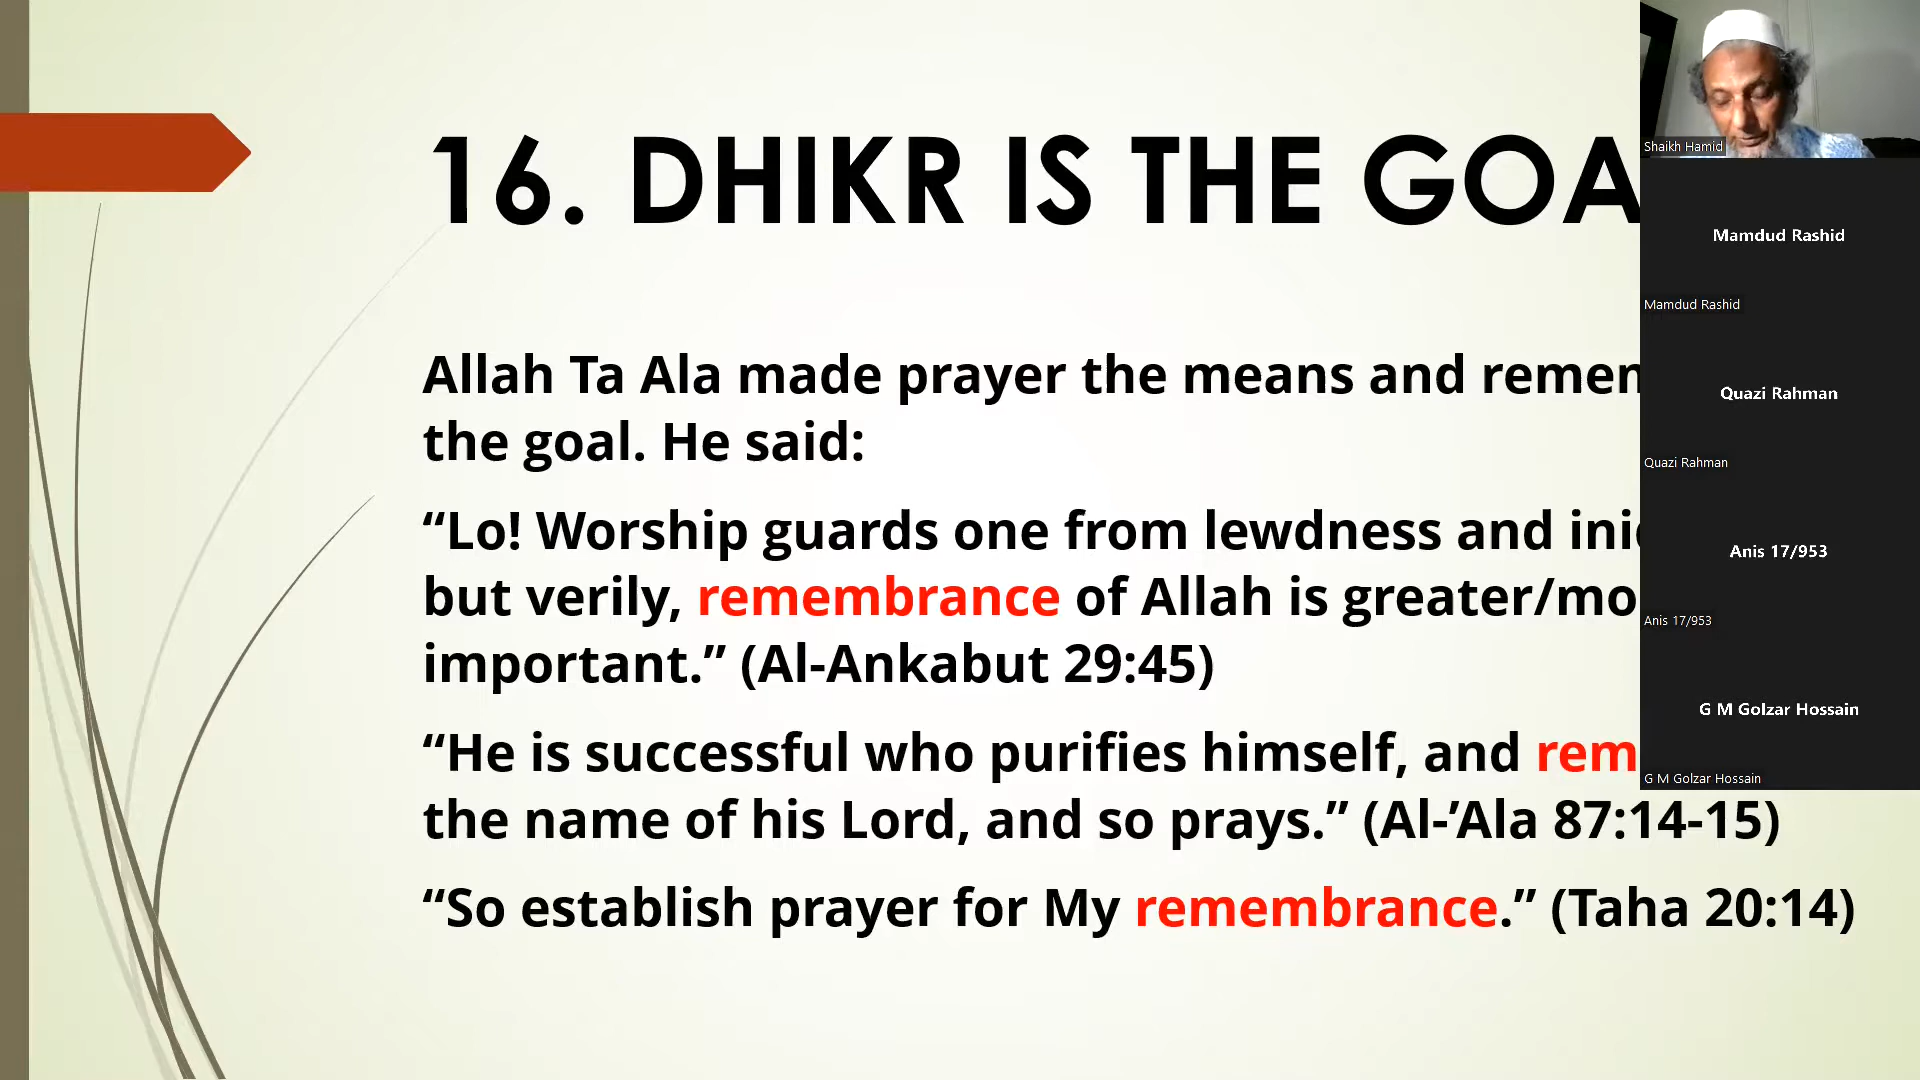 16. DHIKR IS THE GOA
Allah Ta Ala made prayer the means and
the goal. He said:
“Lo! Worship guards one from lewdness and
but verily, remembrance of Allah is greater/mo
important.” (Al-Ankabut 29:45)
“He is successful who purifies himself, and rem
the name of his Lord, and so prays.” (Al-’Ala 87:14-15)
“So establish prayer for My remembrance.” (Taha 20:14)
Shaikh Hamid
Mamdud Rashid
Mamdud Rashid
Quazi Rahman
Quazi Rahman
Anis 17/953
Anis 17/953
G M Golzar Hossain
G M Golzar Hossain